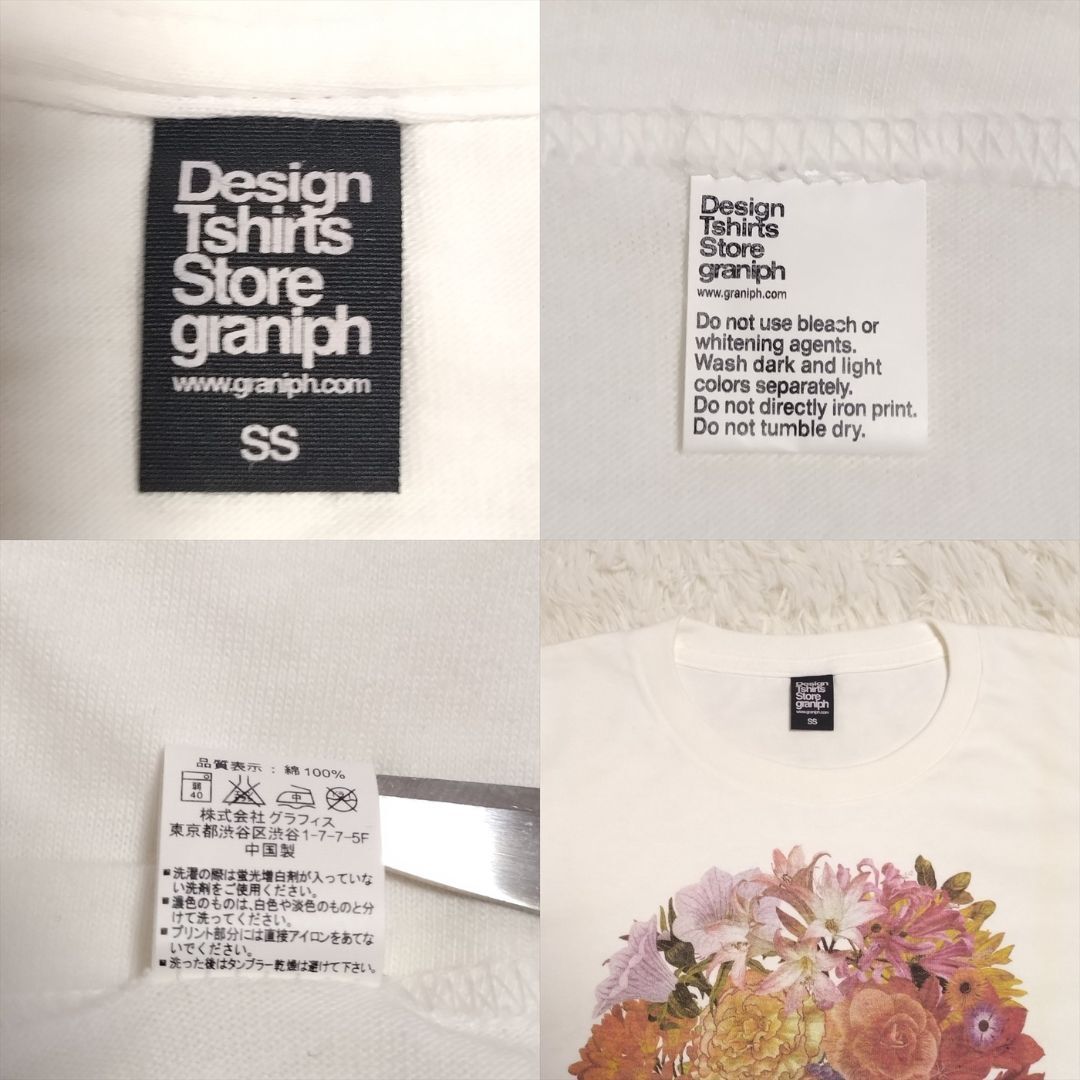 Design
Tshirts
Store
graniph
www.graniph.com
SS
Design
Tshirts
Store
graniph
www.graniph.com
Do not use bleach or
whitening agents.
Wash dark and light
colors separately.
Do not directly iron print.
Do not tumble dry.
品質表示：綿100%
弱
40
中
株式会社 グラフィス
東京都渋谷区渋谷1-7-7-5F
中国製
■洗濯の際は蛍光増白剤が入っていな
い洗剤をご使用ください。
■濃色のものは、白色や淡色のものと分
けて洗ってください。
■プリント部分には直接アイロンをあてな
いでください。
■洗った後はタンブラー乾燥は避けて下さい。
Design
Tshirts
Store
graniph
www.graniph.com
SS